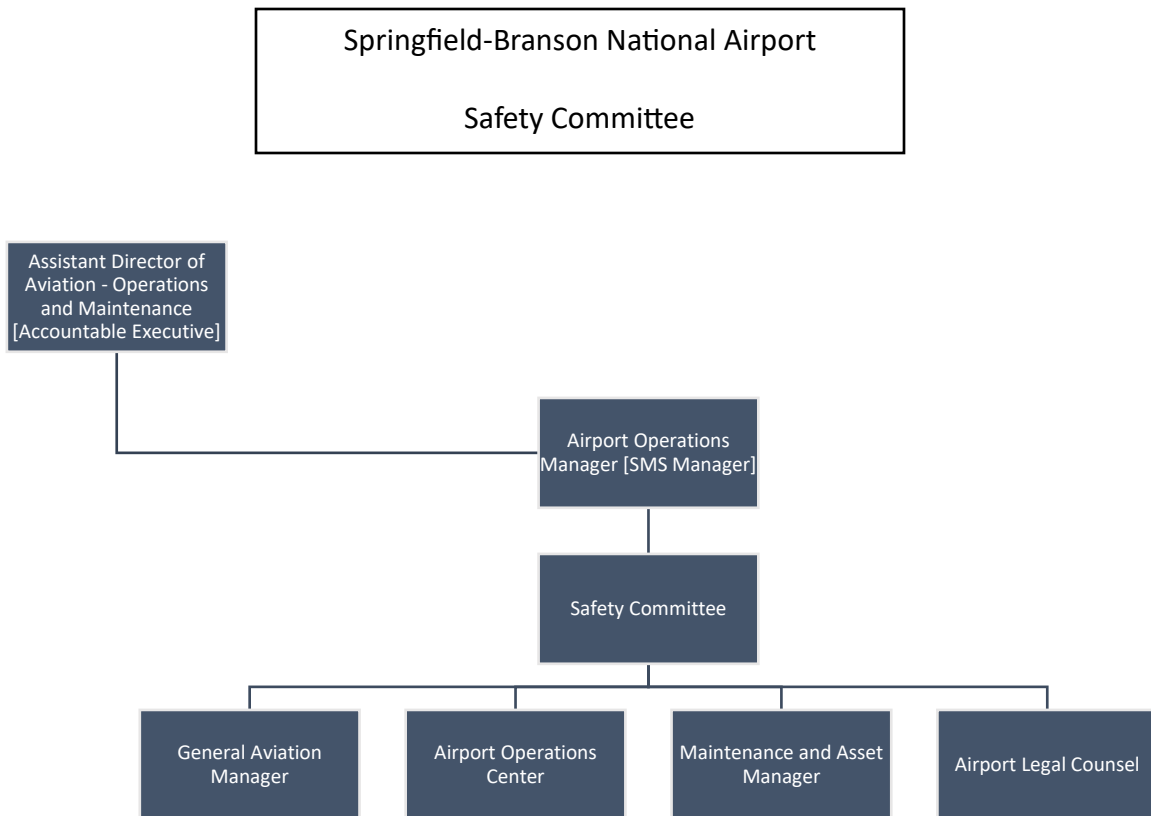 Springfield-Branson National Airport
Safety Committee
Assistant Director of
Aviation - Operations
and Maintenance
[Accountable Executive]
Airport Operations
Manager [SMS Manager]
Safety Committee
General Aviation
Manager
Airport Operations
Center
Maintenance and Asset
Manager
Airport Legal Counsel